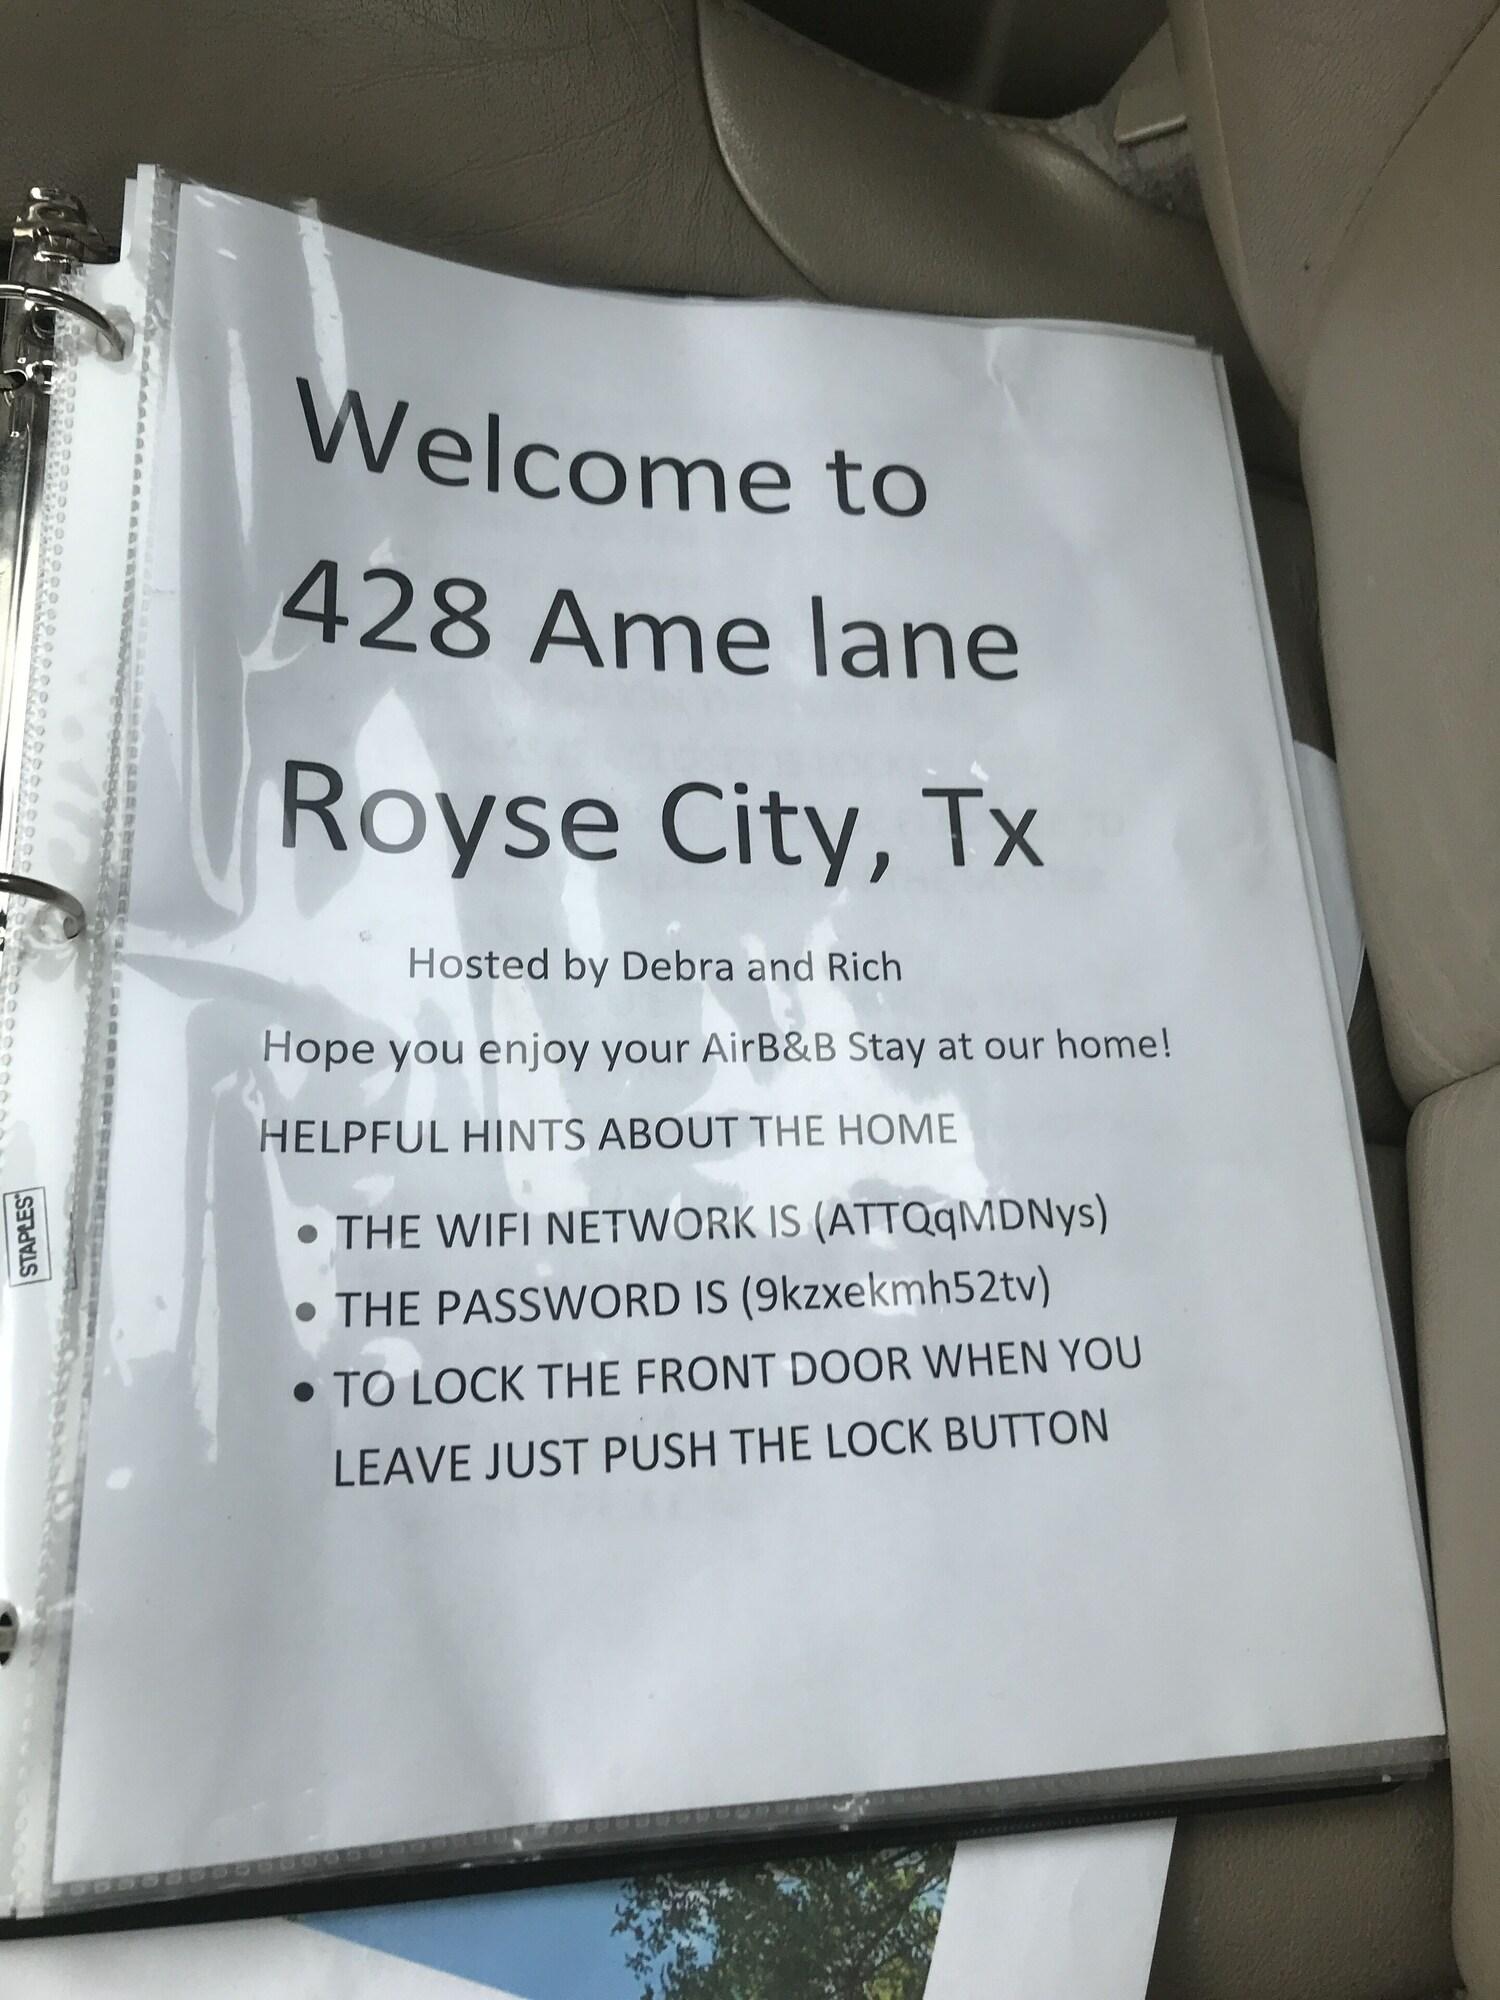 Welcome to
428 Ame lane
Royse City, Tx
Hosted by Debra and Rich
Hope you enjoy your AirB&B Stay at our home!
HELPFUL HINTS ABOUT THE HOME
• THE WIFI NETWORK IS (ATTQqMDNys)
• THE PASSWORD IS (9kzxekmh52tv)
• TO LOCK THE FRONT DOOR WHEN YOU
LEAVE JUST PUSH THE LOCK BUTTON
STAPLES